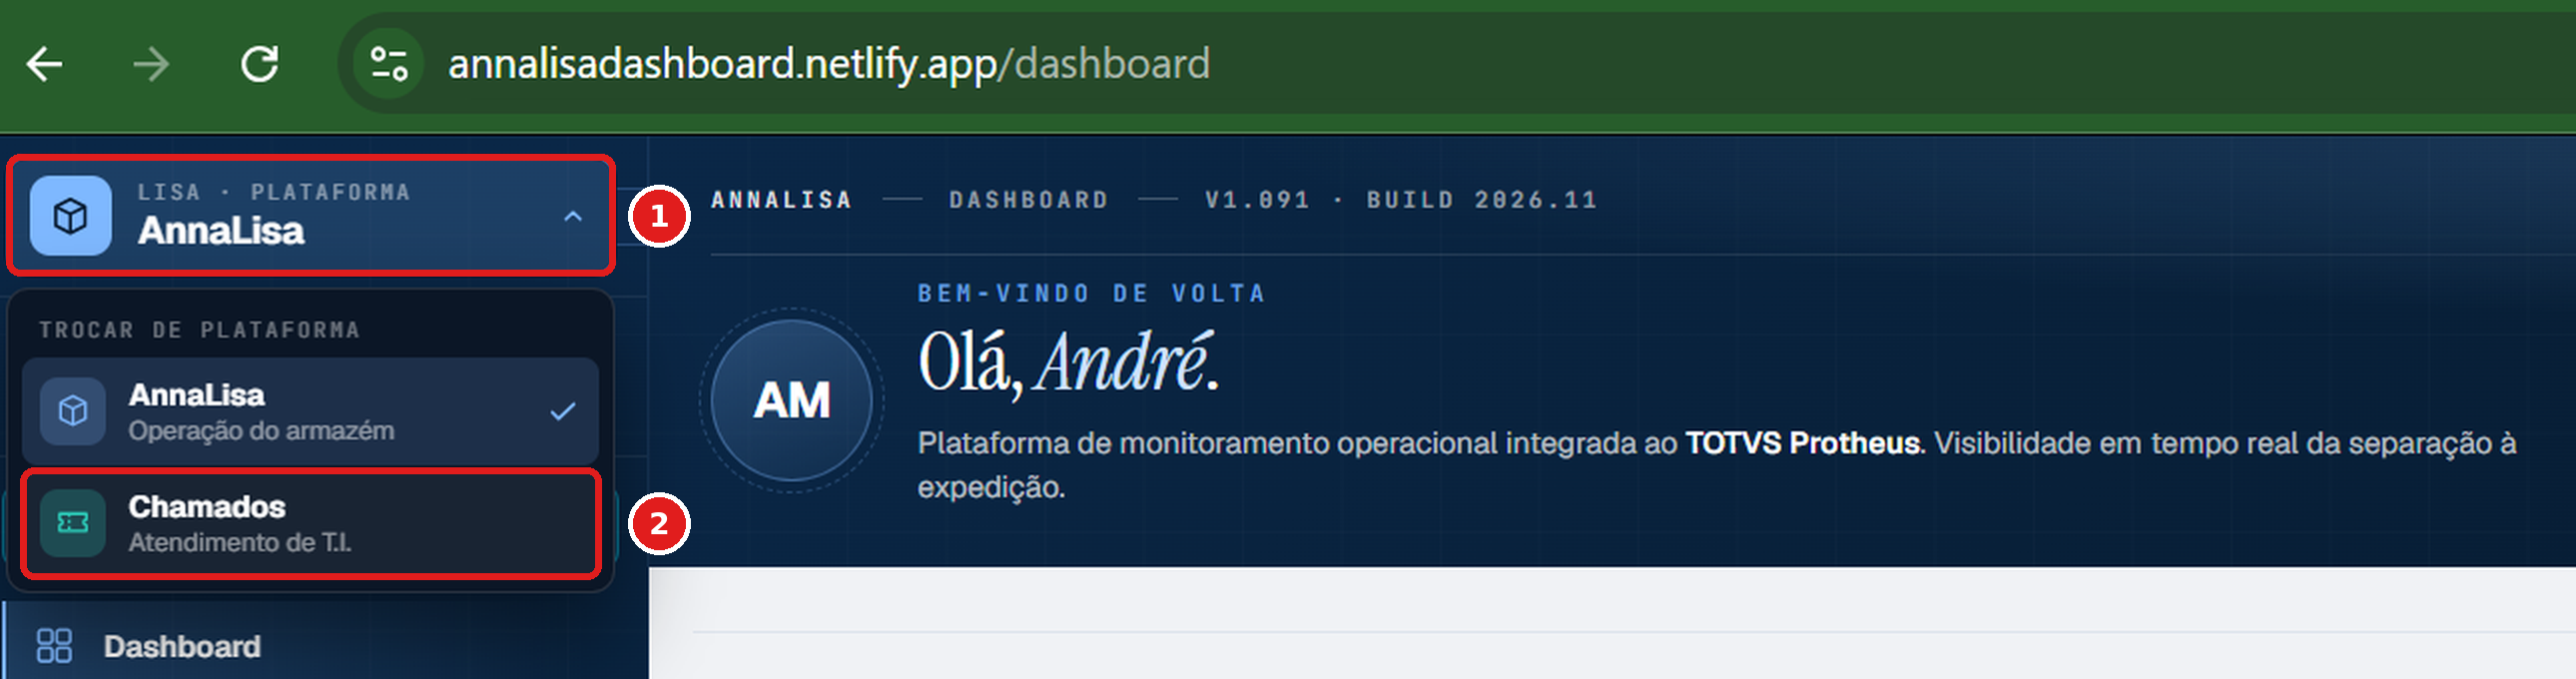 annalisadashboard.netlify.app/dashboard
LISA · PLATAFORMA
AnnaLisa
1
TROCAR DE PLATAFORMA
AnnaLisa
Operação do armazém
Chamados
Atendimento de T.I.
2
Dashboard
ANNALISA — DASHBOARD — V1.091 · BUILD 2026.11
BEM-VINDO DE VOLTA
AM
Olá, André.
Plataforma de monitoramento operacional integrada ao TOTVS Protheus. Visibilidade em tempo real da separação à
expedição.